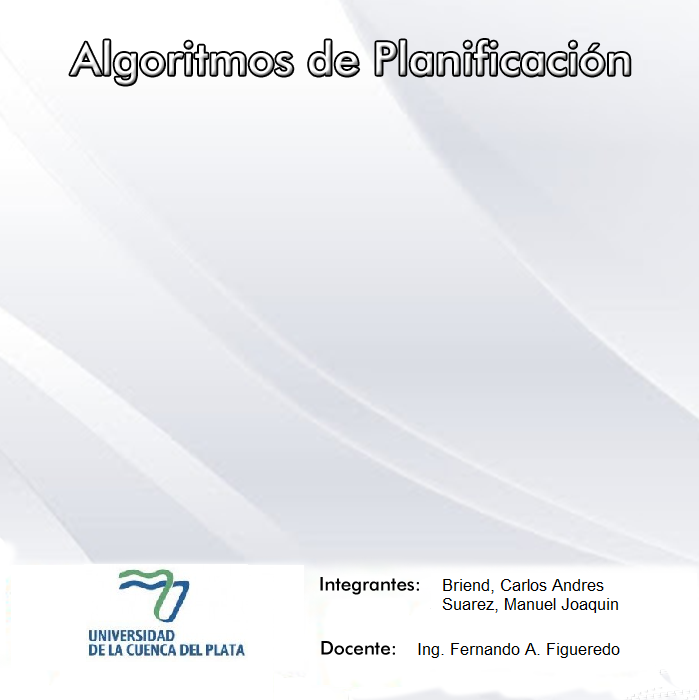 Algoritmos de Planificación
Integrantes: Briend, Carlos Andres
Suarez, Manuel Joaquin
UNIVERSIDAD
DE LA CUENCA DEL PLATA
Docente: Ing. Fernando A. Figueredo